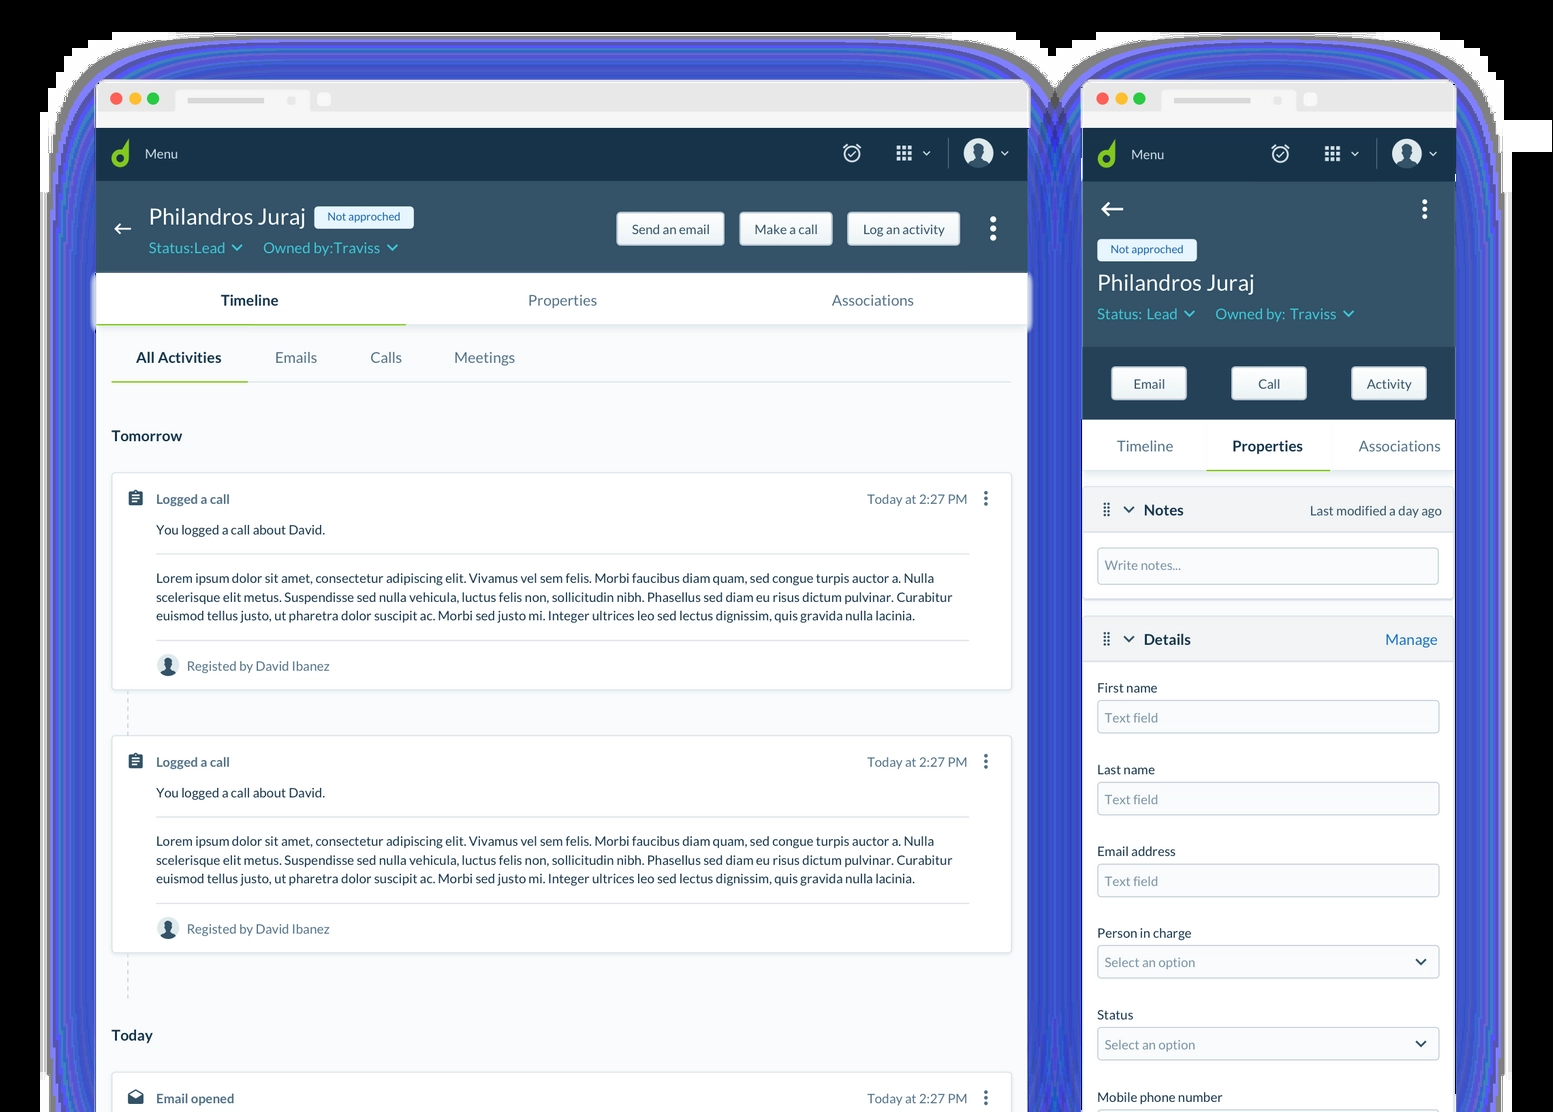 Menu
Philandros Juraj
Not approched
Status:Lead
Owned by:Traviss
Send an email
Make a call
Log an activity
Timeline
Properties
Associations
All Activities
Emails
Calls
Meetings
Tomorrow
Logged a call
Today at 2:27 PM
You logged a call about David.
Lorem ipsum dolor sit amet, consectetur adipiscing elit. Vivamus vel sem felis. Morbi faucibus diam quam, sed congue turpis auctor a. Nulla
scelerisque elit metus. Suspendisse sed nulla vehicula, luctus felis non, sollicitudin nibh. Phasellus sed diam eu risus dictum pulvinar. Curabitur
euismod tellus justo, ut pharetra dolor suscipit ac. Morbi sed justo mi. Integer ultrices leo sed lectus dignissim, quis gravida nulla lacinia.
Registed by David Ibanez
Logged a call
Today at 2:27 PM
You logged a call about David.
Lorem ipsum dolor sit amet, consectetur adipiscing elit. Vivamus vel sem felis. Morbi faucibus diam quam, sed congue turpis auctor a. Nulla
scelerisque elit metus. Suspendisse sed nulla vehicula, luctus felis non, sollicitudin nibh. Phasellus sed diam eu risus dictum pulvinar. Curabitur
euismod tellus justo, ut pharetra dolor suscipit ac. Morbi sed justo mi. Integer ultrices leo sed lectus dignissim, quis gravida nulla lacinia.
Registed by David Ibanez
Today
Email opened
Today at 2:27 PM
Menu
Not approched
Philandros Juraj
Status: Lead
Owned by: Traviss
Email
Call
Activity
Timeline
Properties
Associations
Notes
Last modified a day ago
Write notes...
Details
Manage
First name
Text field
Last name
Text field
Email address
Text field
Person in charge
Select an option
Status
Select an option
Mobile phone number